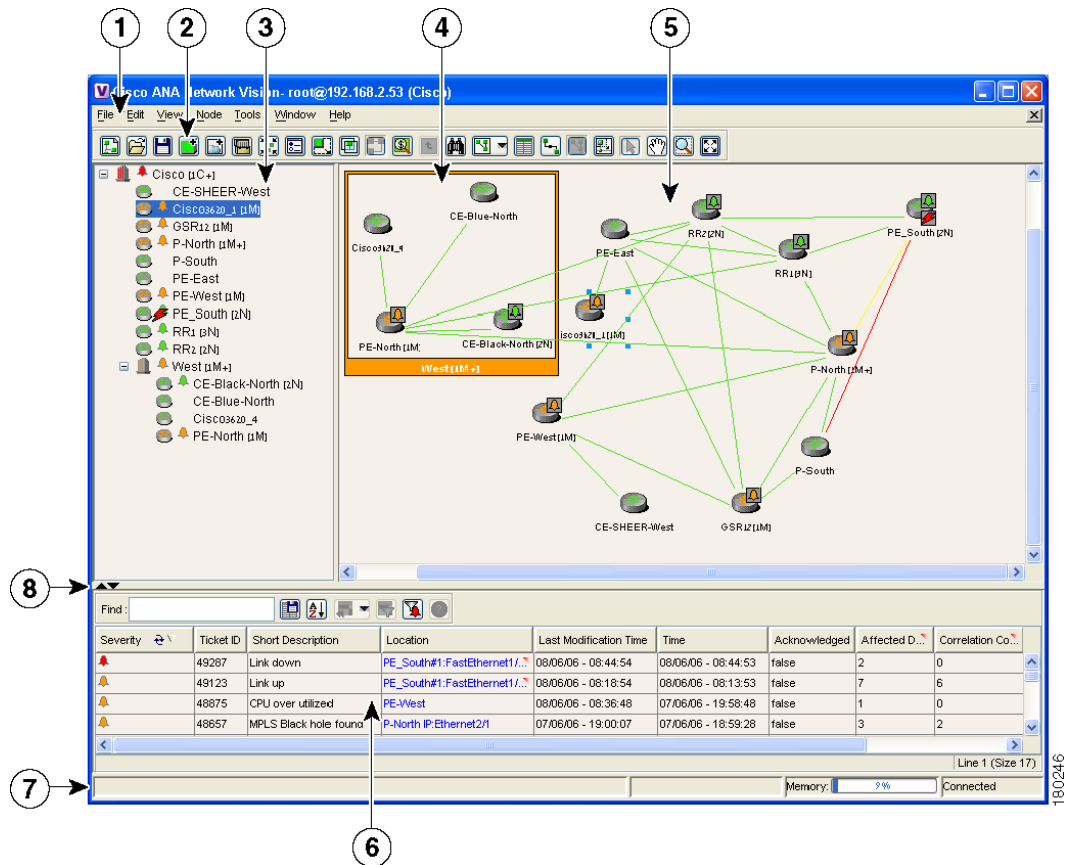 1 2 3 4 5
Cisco ANA Network Vision- root@192.168.2.53 (Cisco)
File Edit View Node Tools Window Help
Cisco [1C+]
CE-SHEER-West
Cisco3620_1 [1M]
GSR12 [1M]
P-North [1M+]
P-South
PE-East
PE-West [1M]
PE_South [2N]
RR1 [3N]
RR2 [2N]
West [1M+]
CE-Black-North [2N]
CE-Blue-North
Cisco3620_4
PE-North [1M]
CE-Blue-North
Cisco3620_4
PE-North [1M]
CE-Black-North [2N]
West [1M+]
PE-East
RR2 [2N]
PE_South [2N]
RR1 [3N]
isco3620_1 [1M]
P-North [1M+]
PE-West [1M]
P-South
CE-SHEER-West
GSR12 [1M]
8
Find :
Severity Ticket ID Short Description Location Last Modification Time Time Acknowledged Affected D... Correlation Co...
49287 Link down PE_South#1:FastEthernet1/... 08/06/06 - 08:44:54 08/06/06 - 08:44:53 false 2 0
49123 Link up PE_South#1:FastEthernet1/... 08/06/06 - 08:18:54 08/06/06 - 08:13:53 false 7 6
48875 CPU over utilized PE-West 08/06/06 - 08:36:48 07/06/06 - 19:58:48 false 1 0
48657 MPLS Black hole found P-North IP:Ethernet2/1 07/06/06 - 19:00:07 07/06/06 - 18:59:28 false 3 2
Line 1 (Size 17)
7
Memory: 9% Connected
6
180246